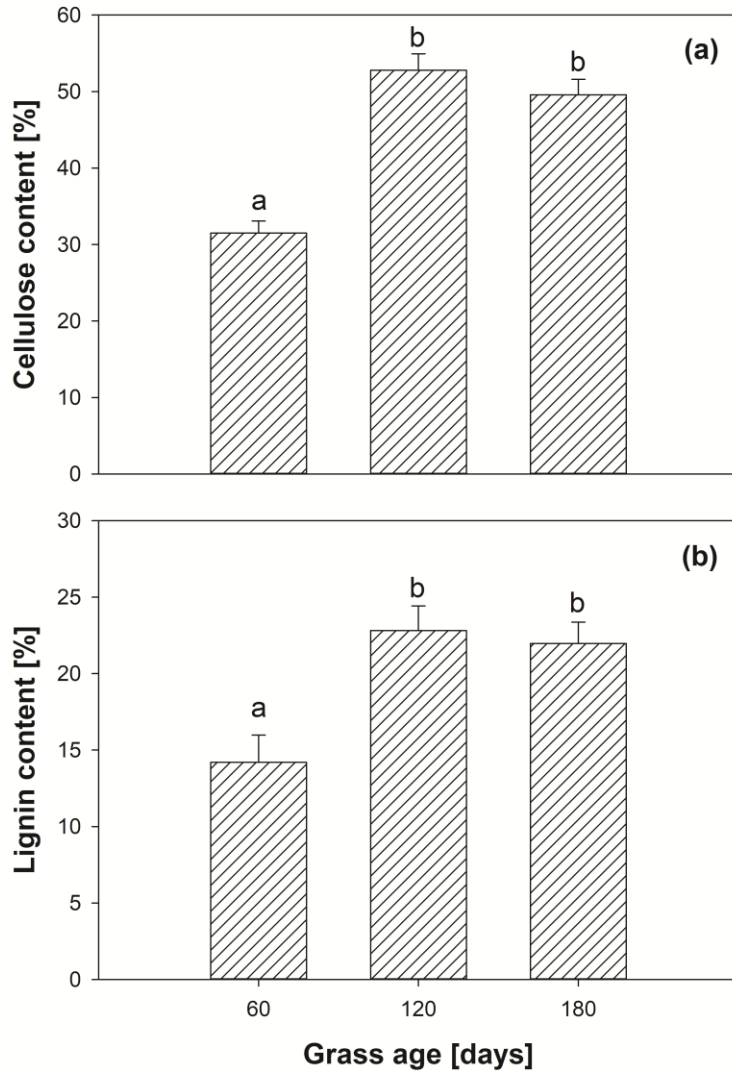 60
50
40
30
20
10
0
Cellulose content [%]
(a)
a
b
b
30
25
20
15
10
5
0
Lignin content [%]
(b)
a
b
b
60 120 180
Grass age [days]